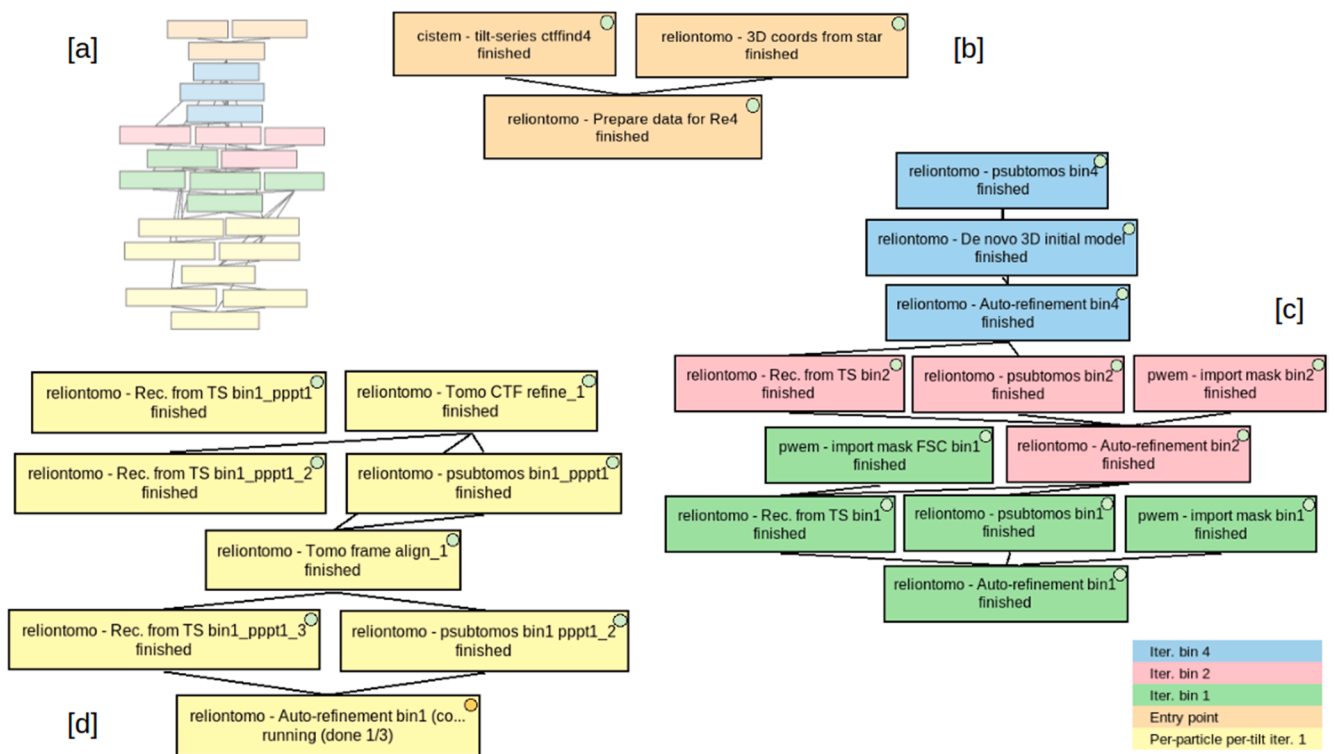 [a]
cistem - tilt-series ctffind4
finished
reliontomo - 3D coords from star
finished
[b]
reliontomo - Prepare data for Re4
finished
reliontomo - psubtomos bin4
finished
reliontomo - De novo 3D initial model
finished
reliontomo - Auto-refinement bin4
finished
[c]
reliontomo - Rec. from TS bin2
finished
reliontomo - psubtomos bin2
finished
pwem - import mask bin2
finished
pwem - import mask FSC bin1
finished
reliontomo - Auto-refinement bin2
finished
reliontomo - Rec. from TS bin1
finished
reliontomo - psubtomos bin1
finished
pwem - import mask bin1
finished
reliontomo - Auto-refinement bin1
finished
reliontomo - Rec. from TS bin1_pppt1
finished
reliontomo - Tomo CTF refine_1
finished
reliontomo - Rec. from TS bin1_pppt1_2
finished
reliontomo - psubtomos bin1_pppt1
finished
reliontomo - Tomo frame align_1
finished
reliontomo - Rec. from TS bin1_pppt1_3
finished
reliontomo - psubtomos bin1 pppt1_2
finished
[d]
reliontomo - Auto-refinement bin1 (co...
running (done 1/3)
Iter. bin 4
Iter. bin 2
Iter. bin 1
Entry point
Per-particle per-tilt iter. 1